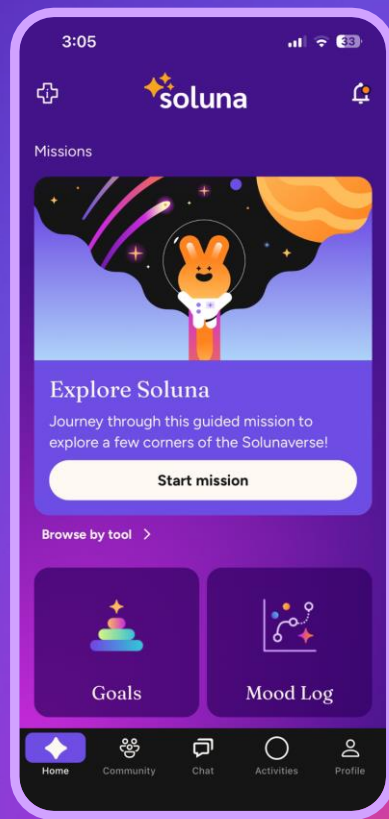 3:05
33
soluna
Missions
Explore Soluna
Journey through this guided mission to
explore a few corners of the Solunaverse!
Start mission
Browse by tool
Goals
Mood Log
Home
Community
Chat
Activities
Profile